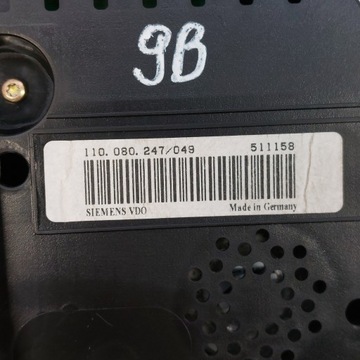 9B
110.080.247/049 511158
SIEMENS VDO Made in Germany